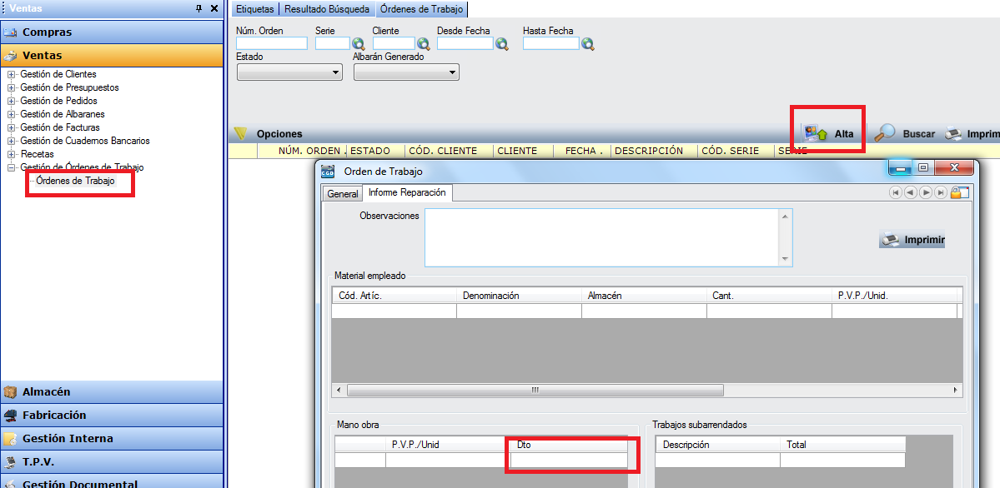 Ventas
Compras
Ventas
Gestión de Clientes
Gestión de Presupuestos
Gestión de Pedidos
Gestión de Albaranes
Gestión de Facturas
Gestión de Cuadernos Bancarios
Recetas
Gestión de Órdenes de Trabajo
Órdenes de Trabajo
Almacén
Fabricación
Gestión Interna
T.P.V.
Gestión Documental
Etiquetas Resultado Búsqueda Órdenes de Trabajo
Núm. Orden Serie Cliente Desde Fecha Hasta Fecha
Estado Albarán Generado
Opciones Alta Buscar Imprim
NÚM. ORDEN . ESTADO CÓD. CLIENTE CLIENTE FECHA . DESCRIPCIÓN CÓD. SERIE SERIE
CGD Orden de Trabajo
General Informe Reparación
Observaciones
Imprimir
Material empleado
Cód. Artíc. Denominación Almacén Cant. P.V.P./Unid.
Mano obra Trabajos subarrendados
P.V.P./Unid Dto Descripción Total